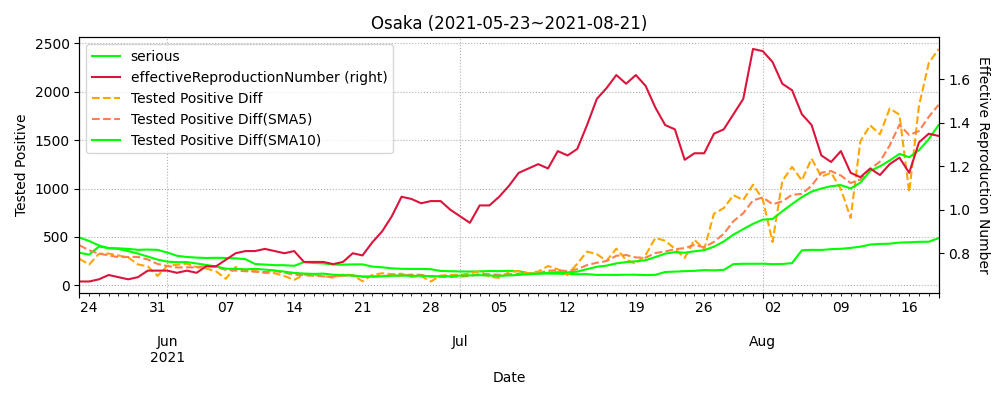 Osaka (2021-05-23~2021-08-21)
serious
effectiveReproductionNumber (right)
Tested Positive Diff
Tested Positive Diff(SMA5)
Tested Positive Diff(SMA10)
Tested Positive
2500
2000
1500
1000
500
0
Effective Reproduction Number
1.6
1.4
1.2
1.0
0.8
24 31 07 14 21 28 05 12 19 26 02 09 16
Jun Jul Aug
2021
Date